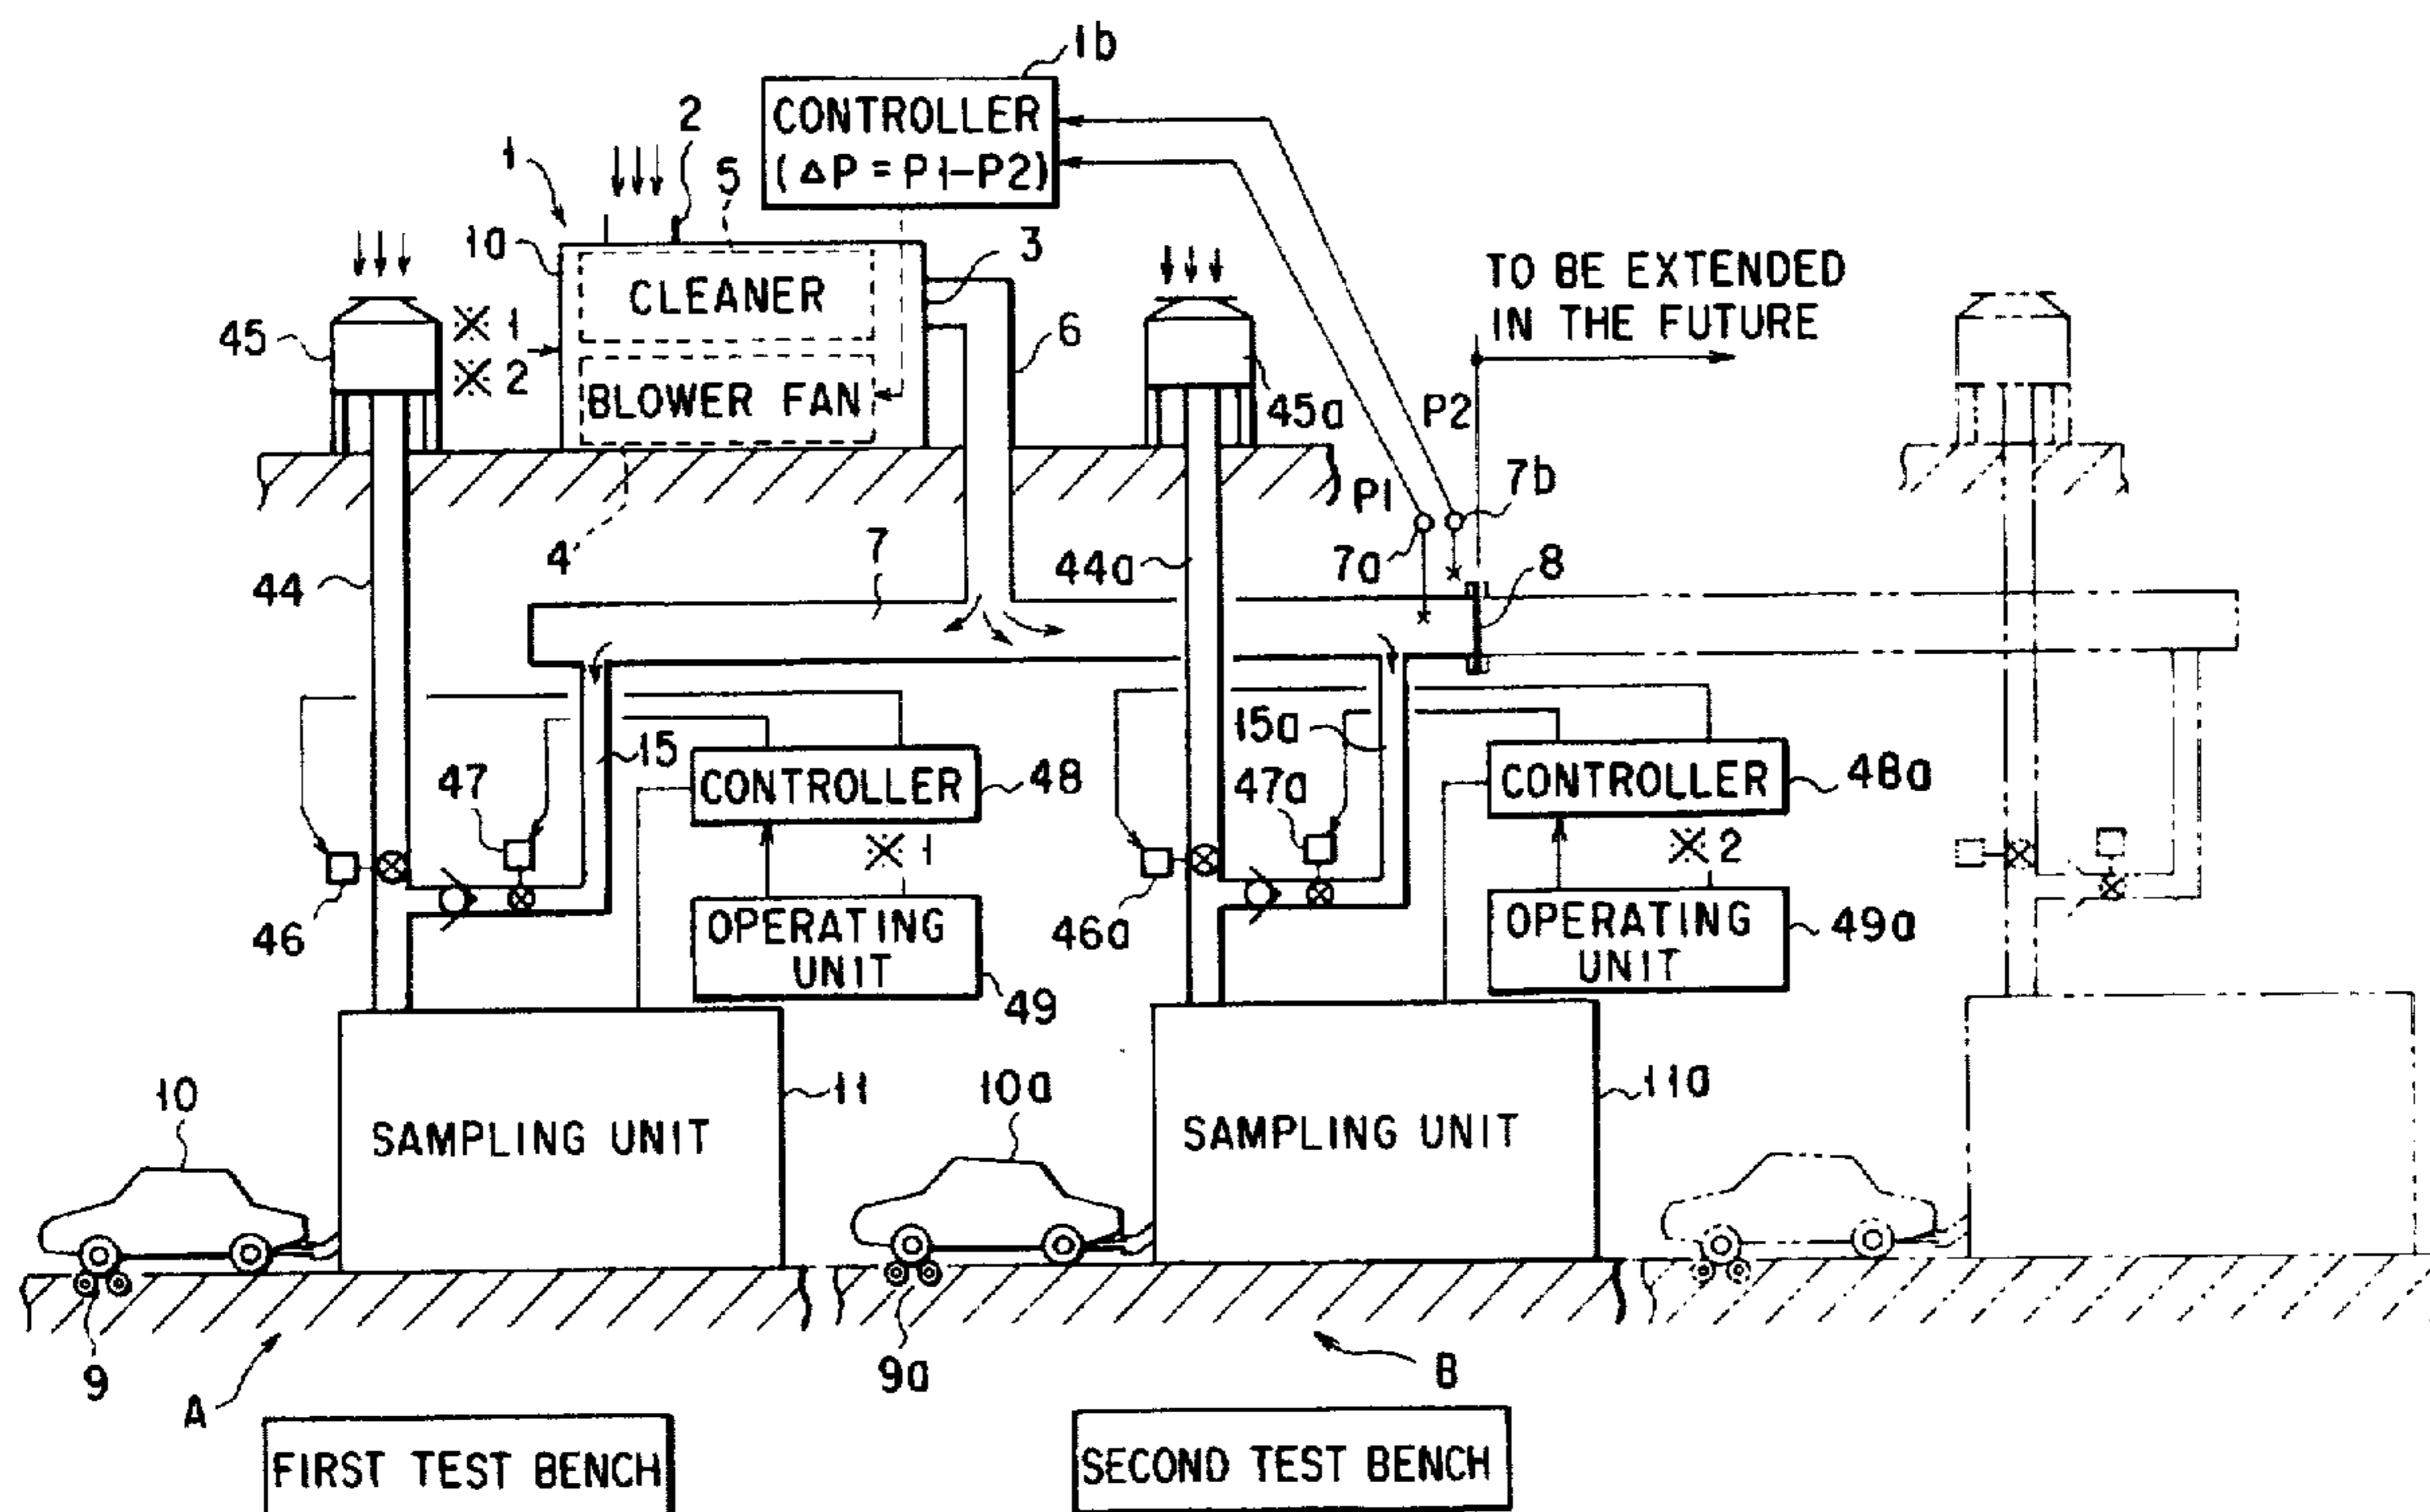 1b
CONTROLLER
(ΔP = P1-P2)
2
1
5
1a
3
TO BE EXTENDED
IN THE FUTURE
CLEANER
45
※1
※2
6
BLOWER FAN
45a
P2
P1
7b
4
7
7a
8
44
44a
15
15a
47
CONTROLLER
48
47a
CONTROLLER
48a
※1
※2
46
OPERATING
UNIT
49
46a
OPERATING
UNIT
49a
10
11
10a
11a
SAMPLING UNIT
SAMPLING UNIT
9
A
9a
B
FIRST TEST BENCH
SECOND TEST BENCH